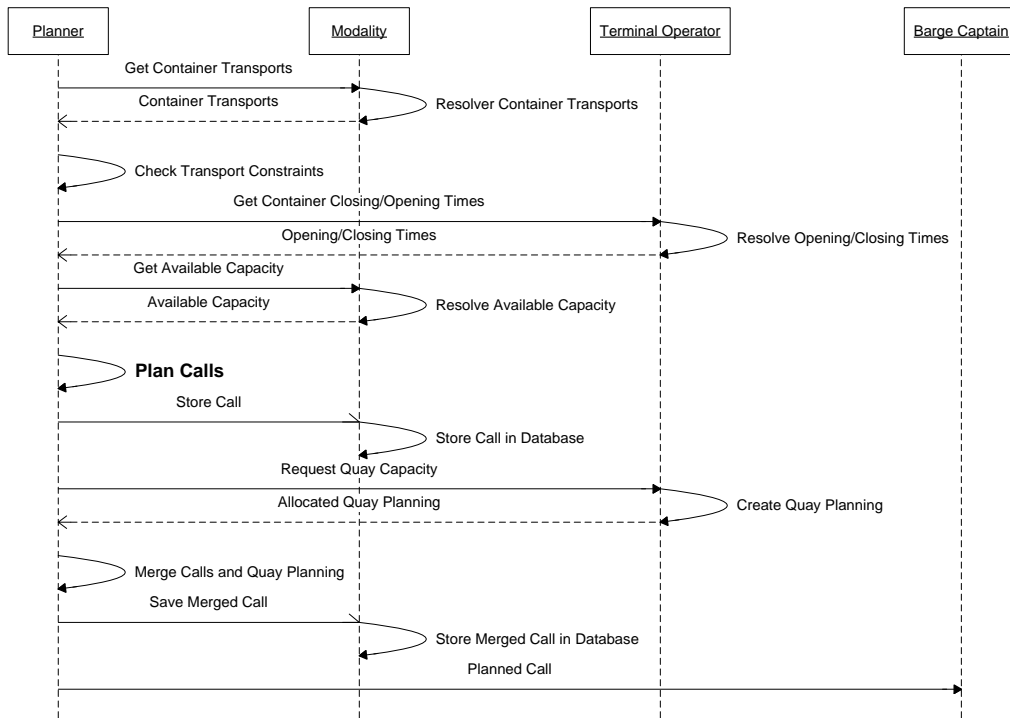 Planner
Modality
Terminal Operator
Barge Captain
Get Container Transports
Container Transports
Resolver Container Transports
Check Transport Constraints
Get Container Closing/Opening Times
Opening/Closing Times
Resolve Opening/Closing Times
Get Available Capacity
Available Capacity
Resolve Available Capacity
Plan Calls
Store Call
Store Call in Database
Request Quay Capacity
Allocated Quay Planning
Create Quay Planning
Merge Calls and Quay Planning
Save Merged Call
Store Merged Call in Database
Planned Call